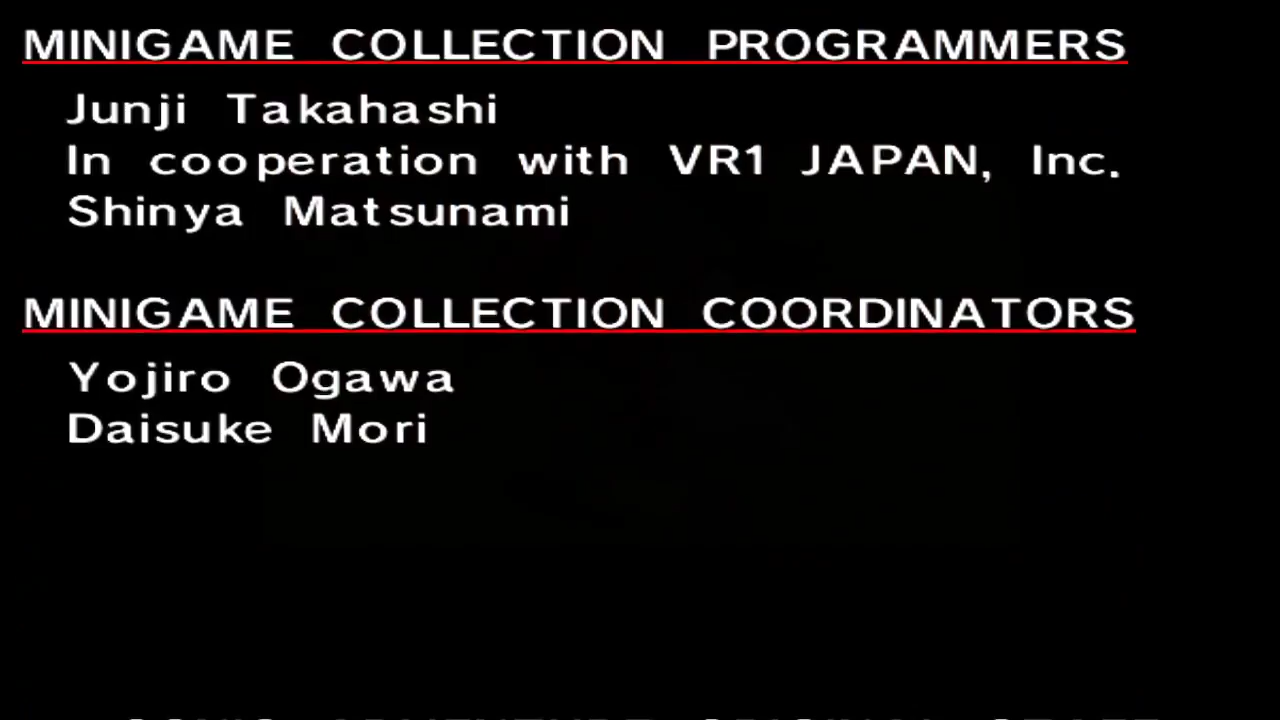 MINIGAME COLLECTION PROGRAMMERS
Junji Takahashi
In cooperation with VR1 JAPAN, Inc.
Shinya Matsunami
MINIGAME COLLECTION COORDINATORS
Yojiro Ogawa
Daisuke Mori